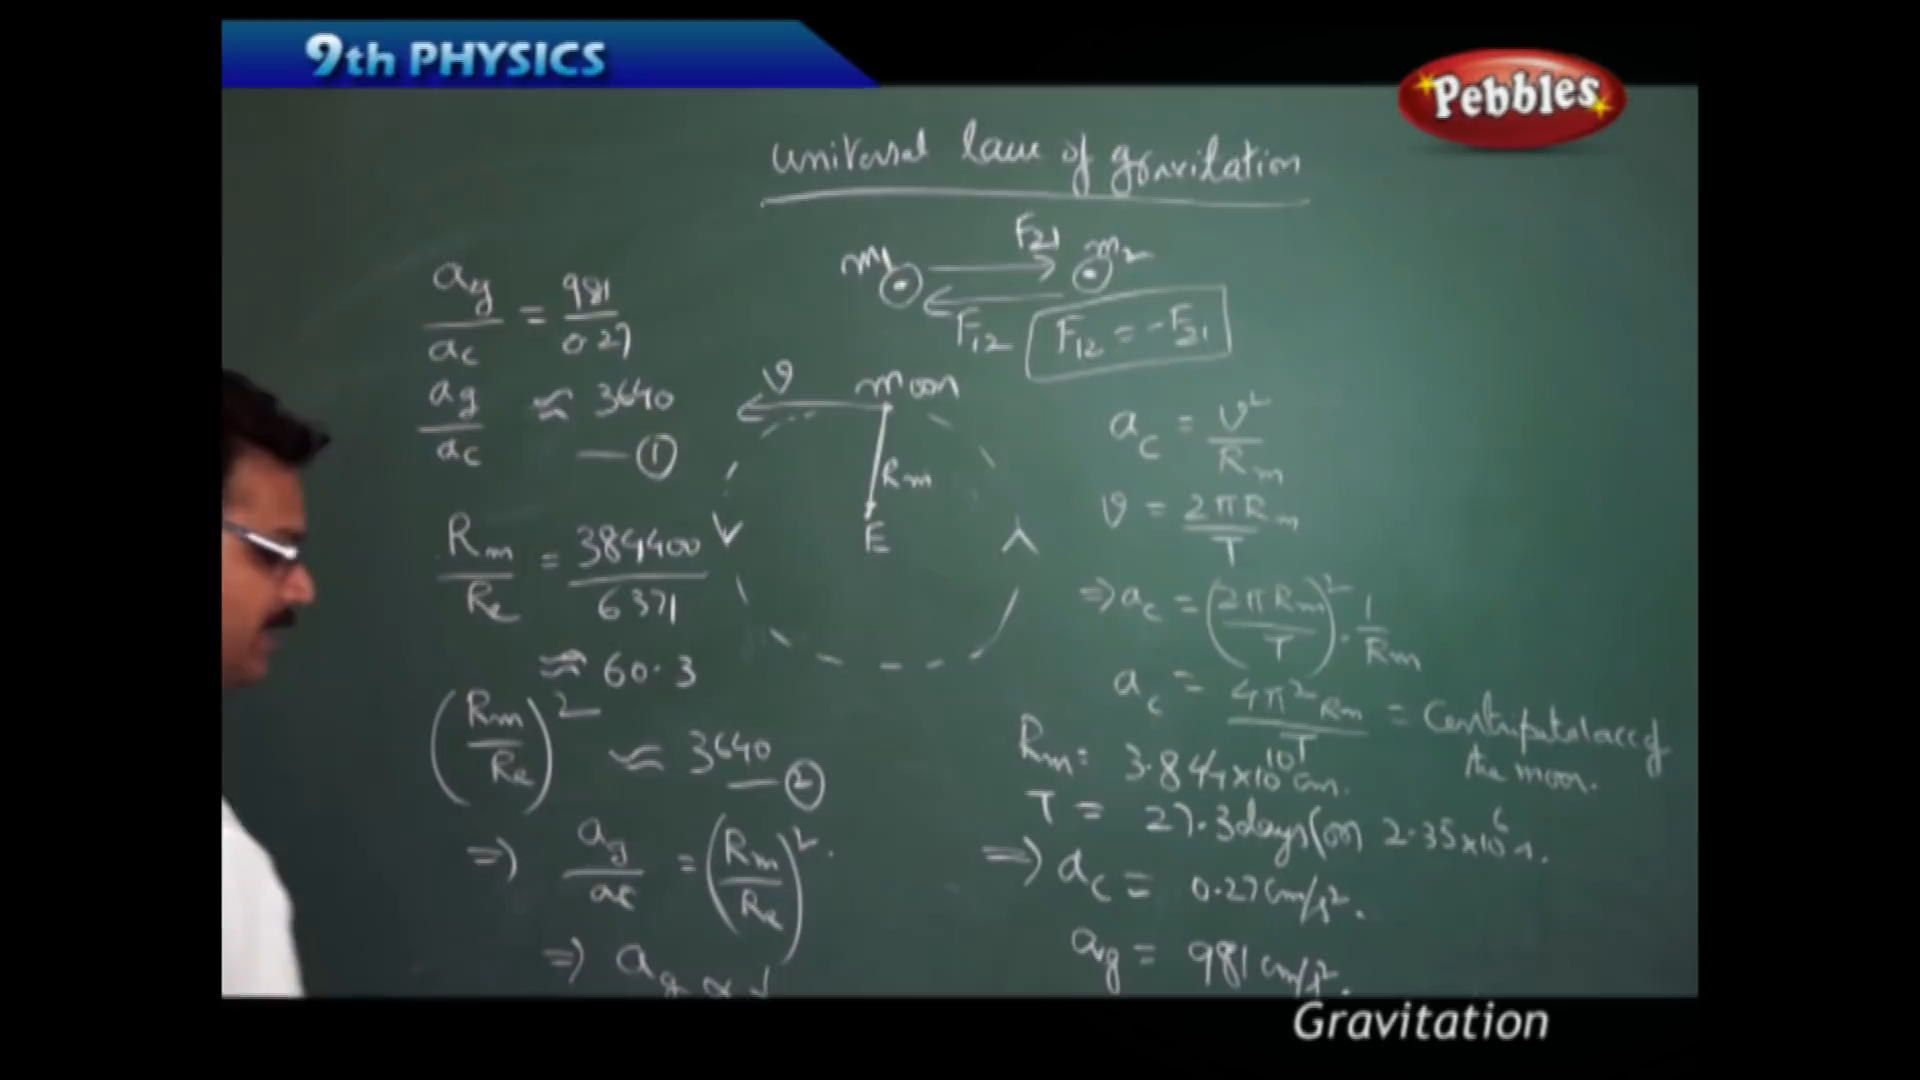 9th PHYSICS
Pebbles
universal law of gravitation
m1 F21 m2
F12
F12 = -F21
ag/ac = 981/0.27
ag/ac ≈ 3640
— ①
Rm/Re = 384400/6371
≈ 60.3
(Rm/Re)² ≈ 3640
— ②
⇒ ag/ac = (Rm/Re)².
⇒ ag ∝
v moon
Rm
E
ac = v²/Rm
v = 2πRm/T
⇒ ac = (2πRm/T)² · 1/Rm
ac = 4π²Rm/T = Centripetal acc of
the moon.
Rm = 3.844×10¹⁰ cm.
T = 27.3 days (or) 2.35×10⁶ s.
⇒ ac = 0.27 cm/s².
ag = 981 cm/s².
Gravitation